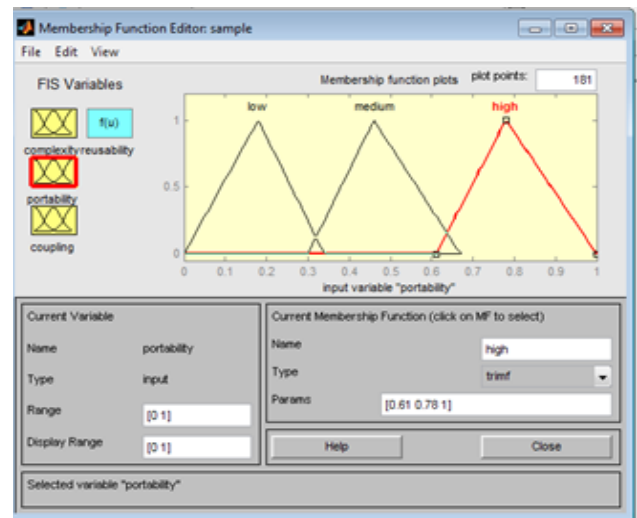 Membership Function Editor: sample
File Edit View
FIS Variables
Membership function plots plot points: 181
f(u)
complexity reusability
portability
coupling
low medium high
1
0.5
0
0 0.1 0.2 0.3 0.4 0.5 0.6 0.7 0.8 0.9 1
input variable "portability"
Current Variable
Name portability
Type input
Range [0 1]
Display Range [0 1]
Current Membership Function (click on MF to select)
Name high
Type trimf
Params [0.61 0.78 1]
Help Close
Selected variable "portability"